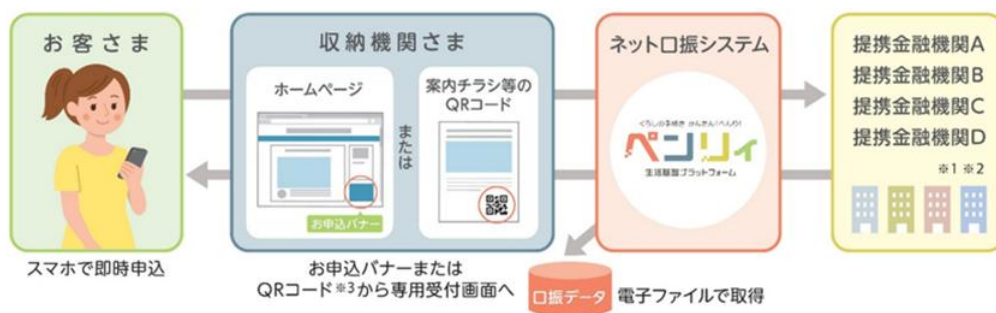 お客さま
スマホで即時申込
収納機関さま
ホームページ
お申込バナー
または
案内チラシ等の
QRコード
お申込バナーまたは
QRコード※3から専用受付画面へ
ネット口振システム
くらしの手続き かんたん!べんり!
ペンリィ
生活基盤プラットフォーム
口振データ
電子ファイルで取得
提携金融機関A
提携金融機関B
提携金融機関C
提携金融機関D
※1 ※2